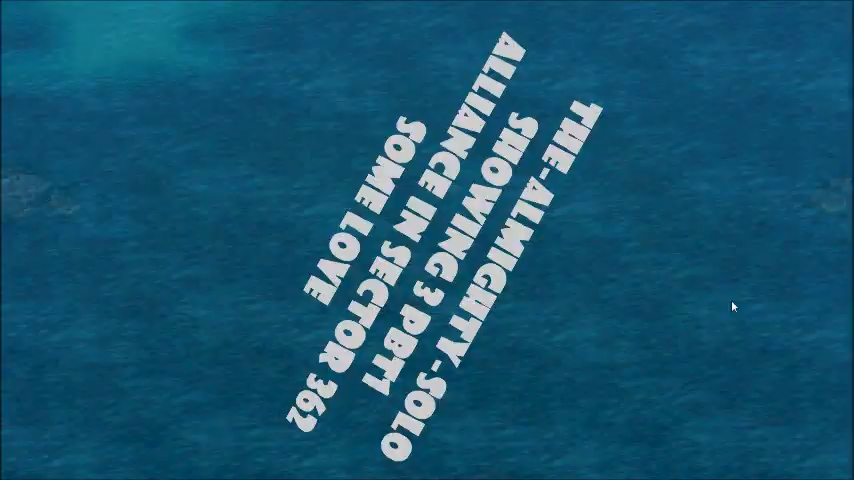 THE-ALMIGHTY-SOLO
SHOWING 3 PBT1
ALLIANCE IN SECTOR 362
SOME LOVE